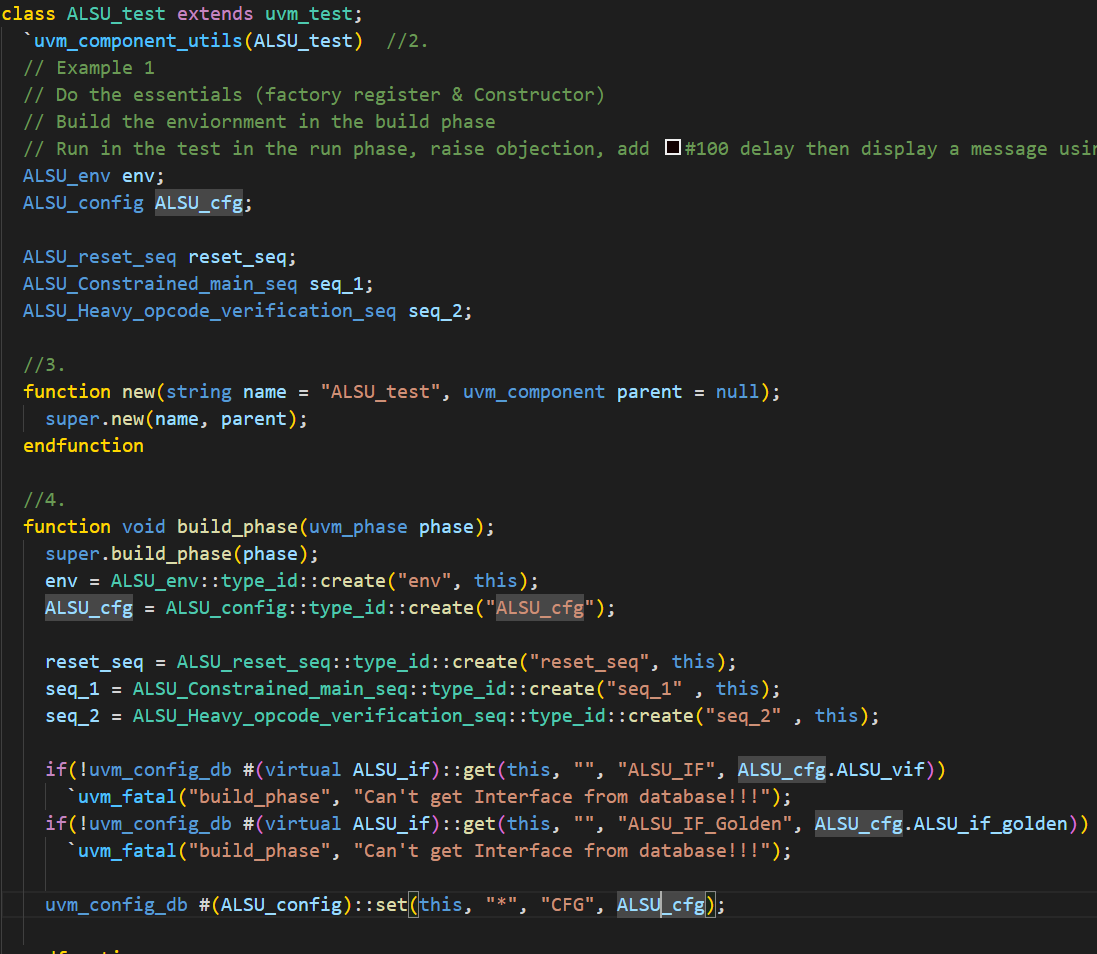 class ALSU_test extends uvm_test;
`uvm_component_utils(ALSU_test)  //2.
// Example 1
// Do the essentials (factory register & Constructor)
// Build the enviornment in the build phase
// Run in the test in the run phase, raise objection, add #100 delay then display a message usin
ALSU_env env;
ALSU_config ALSU_cfg;
ALSU_reset_seq reset_seq;
ALSU_Constrained_main_seq seq_1;
ALSU_Heavy_opcode_verification_seq seq_2;
//3.
function new(string name = "ALSU_test", uvm_component parent = null);
super.new(name, parent);
endfunction
//4.
function void build_phase(uvm_phase phase);
super.build_phase(phase);
env = ALSU_env::type_id::create("env", this);
ALSU_cfg = ALSU_config::type_id::create("ALSU_cfg");
reset_seq = ALSU_reset_seq::type_id::create("reset_seq", this);
seq_1 = ALSU_Constrained_main_seq::type_id::create("seq_1" , this);
seq_2 = ALSU_Heavy_opcode_verification_seq::type_id::create("seq_2" , this);
if(!uvm_config_db #(virtual ALSU_if)::get(this, "", "ALSU_IF", ALSU_cfg.ALSU_vif))
`uvm_fatal("build_phase", "Can't get Interface from database!!!");
if(!uvm_config_db #(virtual ALSU_if)::get(this, "", "ALSU_IF_Golden", ALSU_cfg.ALSU_if_golden))
`uvm_fatal("build_phase", "Can't get Interface from database!!!");
uvm_config_db #(ALSU_config)::set(this, "*", "CFG", ALSU_cfg);